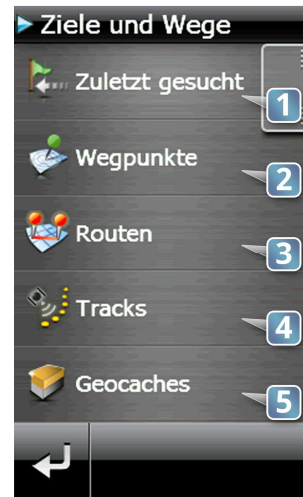 Ziele und Wege
Zuletzt gesucht
1
Wegpunkte
2
Routen
3
Tracks
4
Geocaches
5